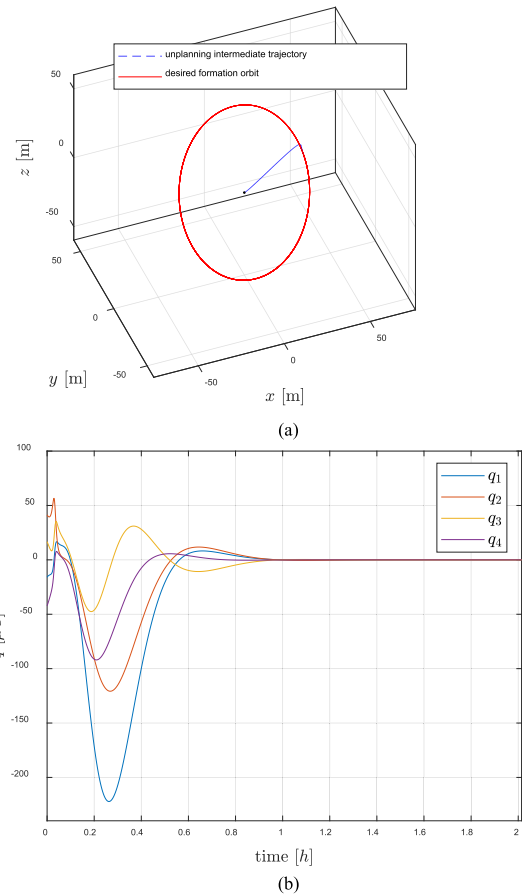 unplanning intermediate trajectory
desired formation orbit
50
0
-50
z [m]
50
0
-50
y [m]
-50
0
50
x [m]
(a)
100
50
0
-50
-100
-150
-200
q1
q2
q3
q4
0 0.2 0.4 0.6 0.8 1 1.2 1.4 1.6 1.8 2
time [h]
(b)